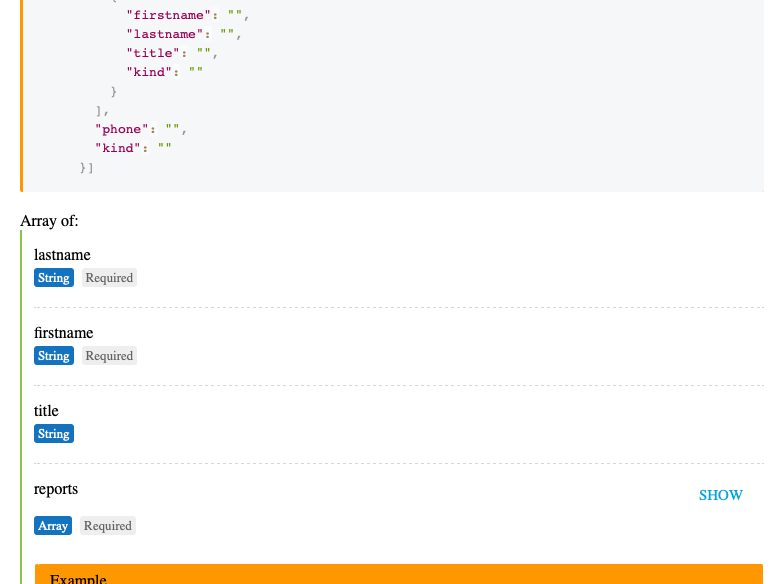 {
"firstname": "",
"lastname": "",
"title": "",
"kind": ""
}
],
"phone": "",
"kind": ""
}]
Array of:
lastname
String Required
firstname
String Required
title
String
reports
SHOW
Array Required
Example